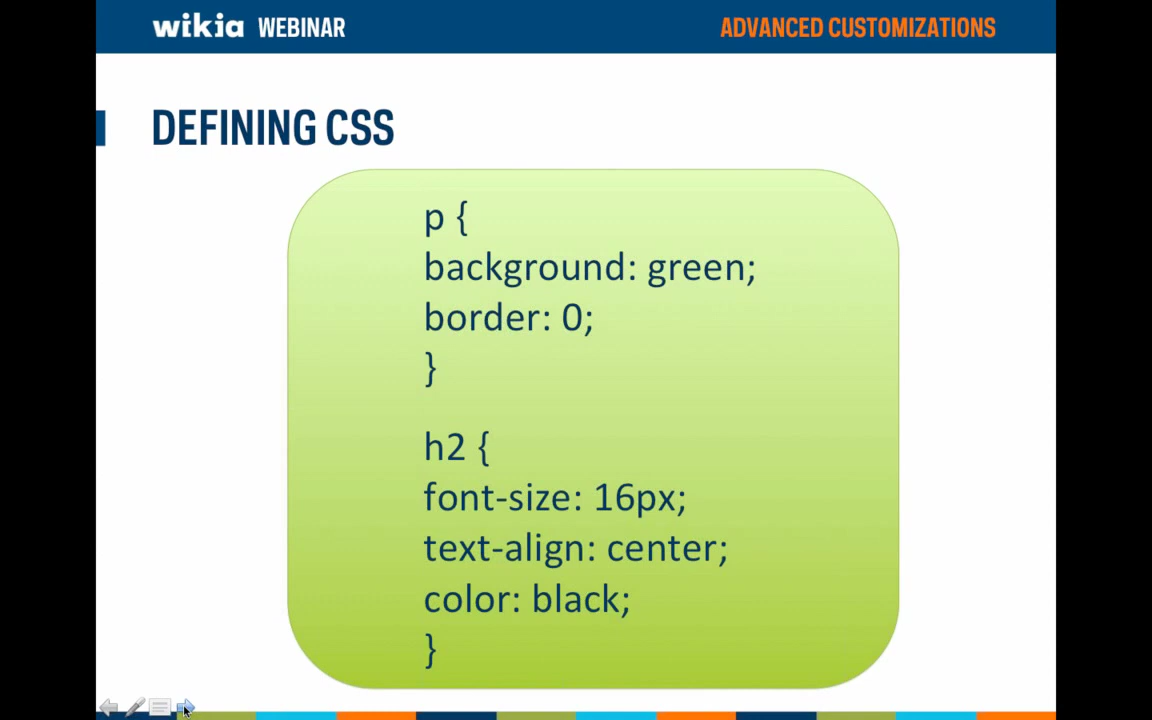 wikia WEBINAR
ADVANCED CUSTOMIZATIONS
DEFINING CSS
p {
background: green;
border: 0;
}
h2 {
font-size: 16px;
text-align: center;
color: black;
}